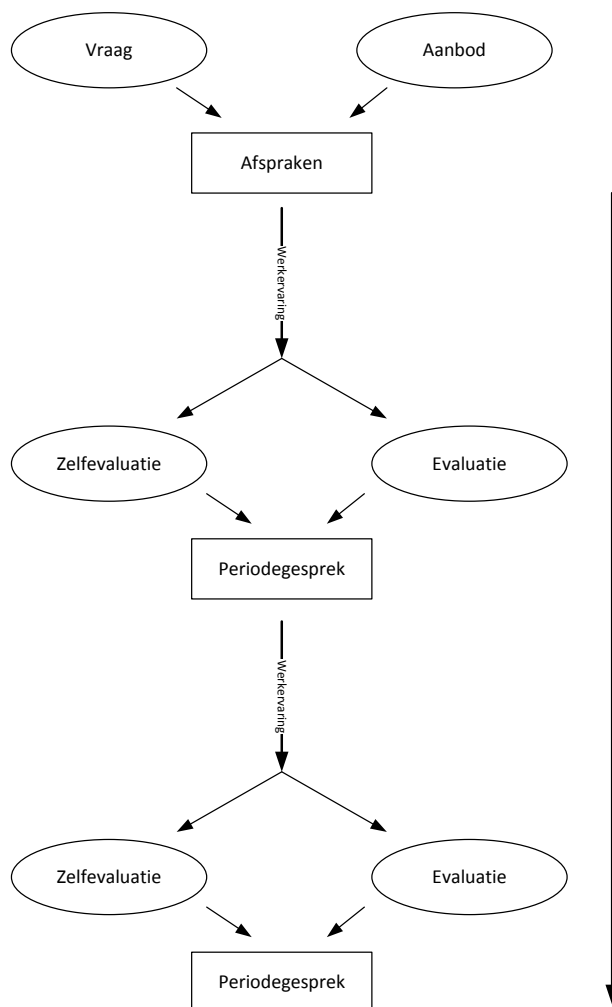 Vraag
Aanbod
Afspraken
Werkervaring
Zelfevaluatie
Evaluatie
Periodegesprek
Werkervaring
Zelfevaluatie
Evaluatie
Periodegesprek